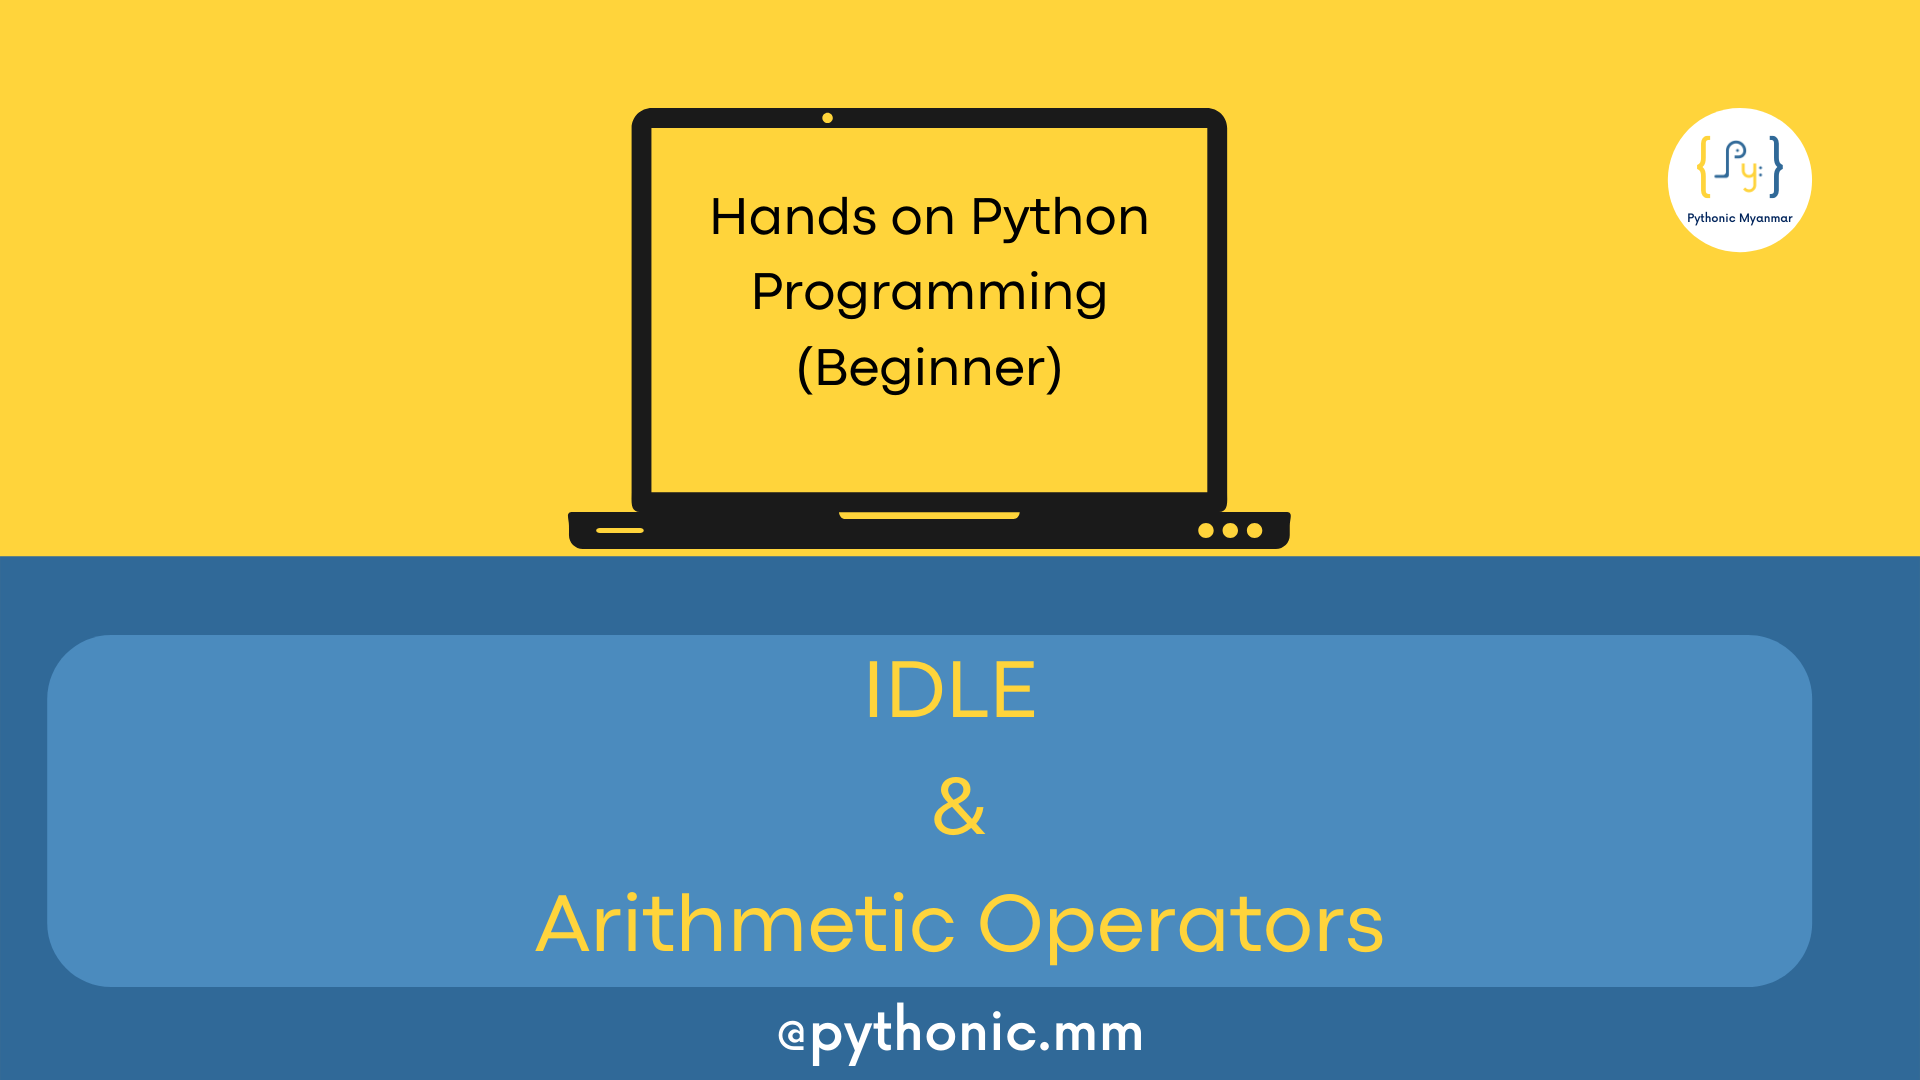 Hands on Python
Programming
(Beginner)
{Py:}
Pythonic Myanmar
IDLE
&
Arithmetic Operators
@pythonic.mm